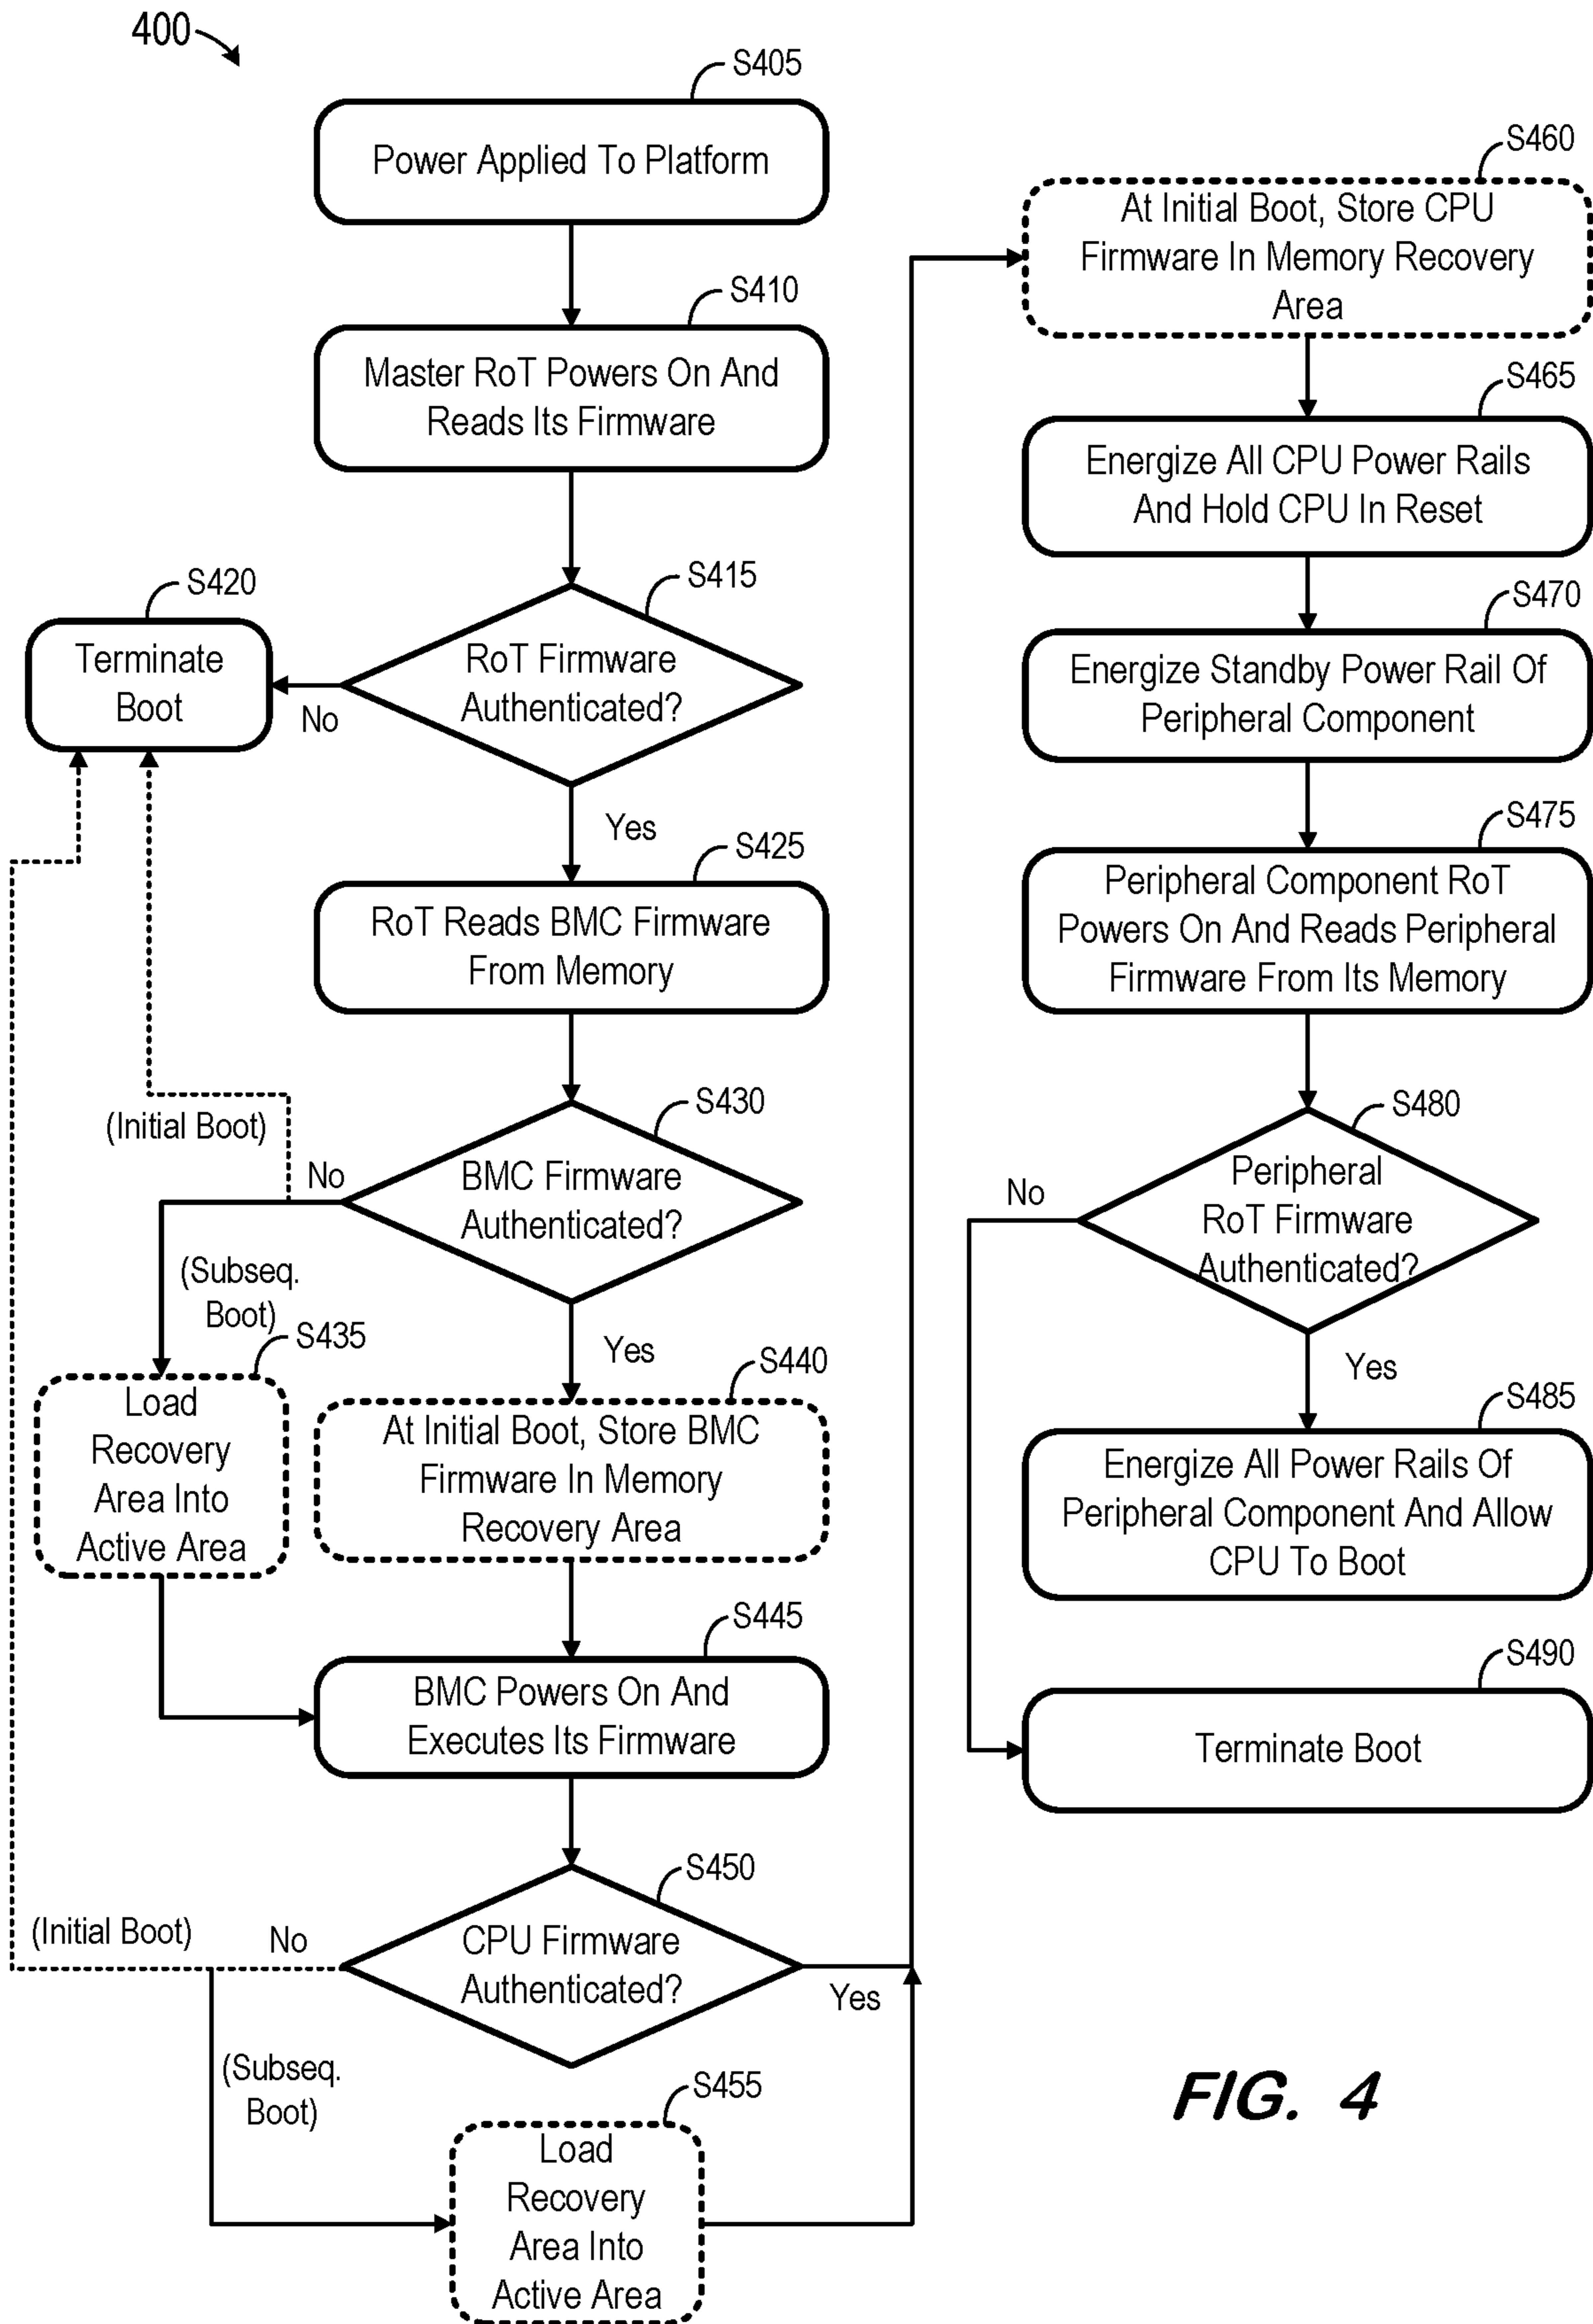 400
S405
Power Applied To Platform
S410
Master RoT Powers On And
Reads Its Firmware
S415
RoT Firmware
Authenticated?
No
Yes
S420
Terminate
Boot
S425
RoT Reads BMC Firmware
From Memory
S430
BMC Firmware
Authenticated?
(Initial Boot)
No
(Subseq.
Boot)
Yes
S435
Load
Recovery
Area Into
Active Area
S440
At Initial Boot, Store BMC
Firmware In Memory
Recovery Area
S445
BMC Powers On And
Executes Its Firmware
S450
CPU Firmware
Authenticated?
(Initial Boot)
No
Yes
(Subseq.
Boot)
S455
Load
Recovery
Area Into
Active Area
S460
At Initial Boot, Store CPU
Firmware In Memory Recovery
Area
S465
Energize All CPU Power Rails
And Hold CPU In Reset
S470
Energize Standby Power Rail Of
Peripheral Component
S475
Peripheral Component RoT
Powers On And Reads Peripheral
Firmware From Its Memory
S480
Peripheral
RoT Firmware
Authenticated?
No
Yes
S485
Energize All Power Rails Of
Peripheral Component And Allow
CPU To Boot
S490
Terminate Boot
FIG. 4